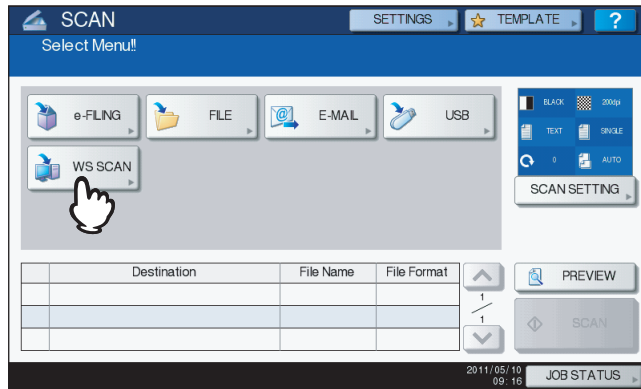 SCAN
SETTINGS
TEMPLATE
?
Select Menu!!
e-FILING
FILE
E-MAIL
USB
WS SCAN
BLACK
200dpi
TEXT
SINGLE
0
AUTO
SCAN SETTING
Destination
File Name
File Format
1
1
PREVIEW
SCAN
2011/05/10
09:16
JOB STATUS